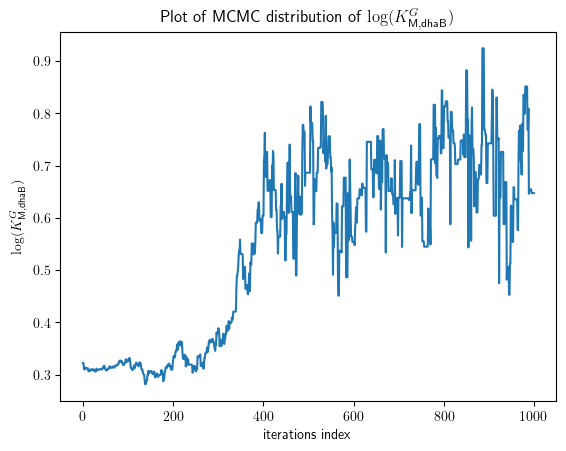 Plot of MCMC distribution of log(K^G_M,dhaB)
log(K^G_M,dhaB)
0.9
0.8
0.7
0.6
0.5
0.4
0.3
0 200 400 600 800 1000
iterations index